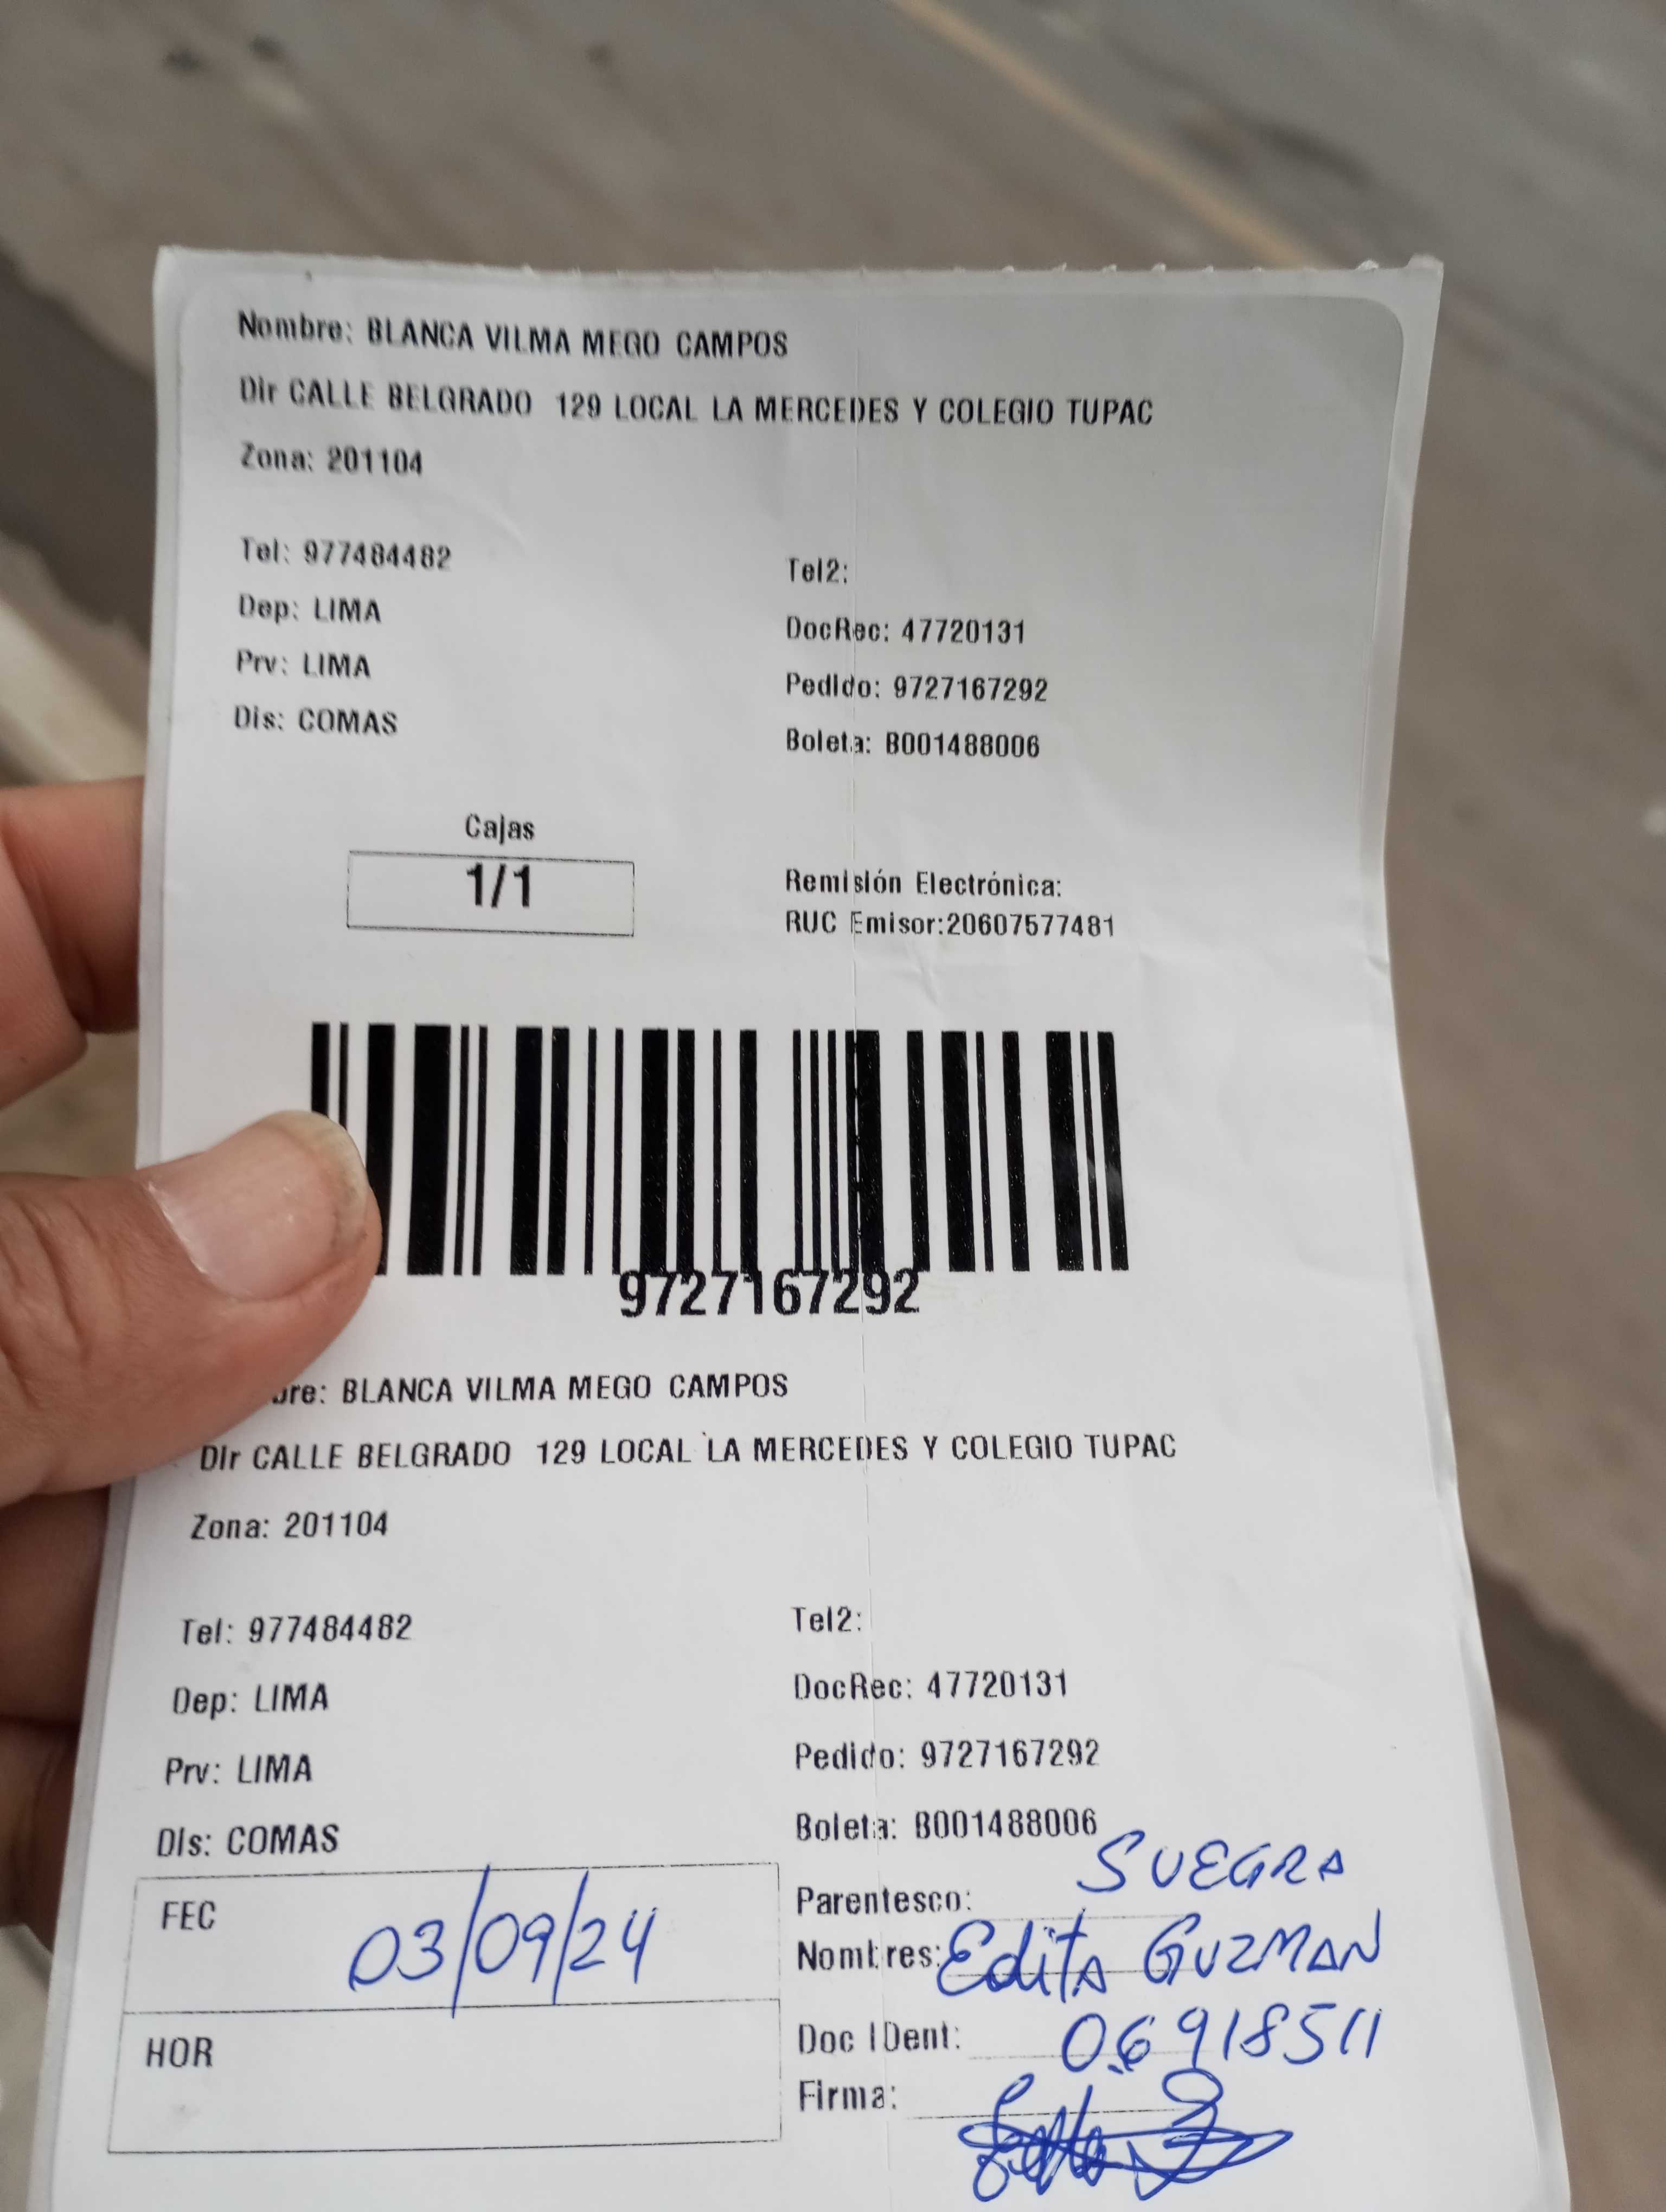 Nombre: BLANCA VILMA MEGO CAMPOS
Dir CALLE BELGRADO 129 LOCAL LA MERCEDES Y COLEGIO TUPAC
Zona: 201104
Tel: 977484482
Tel2:
Dep: LIMA
DocRec: 47720131
Prv: LIMA
Pedido: 9727167292
Dis: COMAS
Boleta: B001488006
Cajas
1/1
Remisión Electrónica:
RUC Emisor:20607577481
9727167292
bre: BLANCA VILMA MEGO CAMPOS
Dir CALLE BELGRADO 129 LOCAL LA MERCEDES Y COLEGIO TUPAC
Zona: 201104
Tel: 977484482
Tel2:
Dep: LIMA
DocRec: 47720131
Prv: LIMA
Pedido: 9727167292
Dis: COMAS
Boleta: B001488006
FEC 03/09/24
Parentesco: SUEGRA
Nombres: Edita GUZMAN
HOR
Doc IDent: 06918511
Firma: